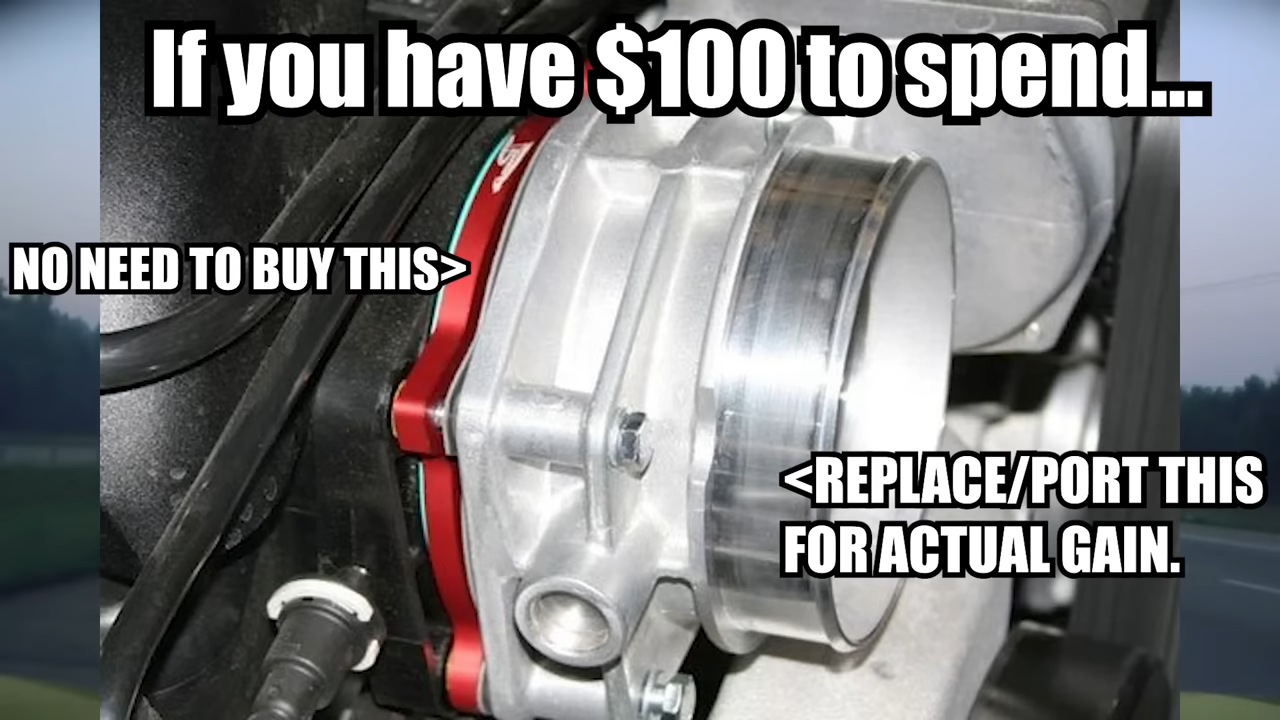 If you have $100 to spend...
NO NEED TO BUY THIS>
<REPLACE/PORT THIS
FOR ACTUAL GAIN.